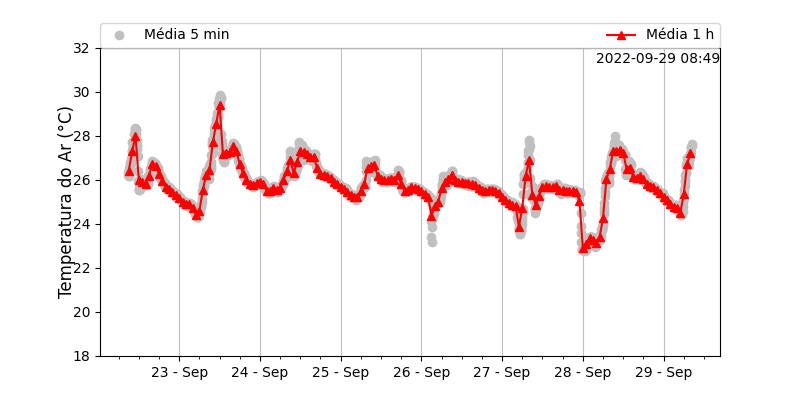 Média 5 min
Média 1 h
2022-09-29 08:49
Temperatura do Ar (°C)
32
30
28
26
24
22
20
18
23 - Sep
24 - Sep
25 - Sep
26 - Sep
27 - Sep
28 - Sep
29 - Sep